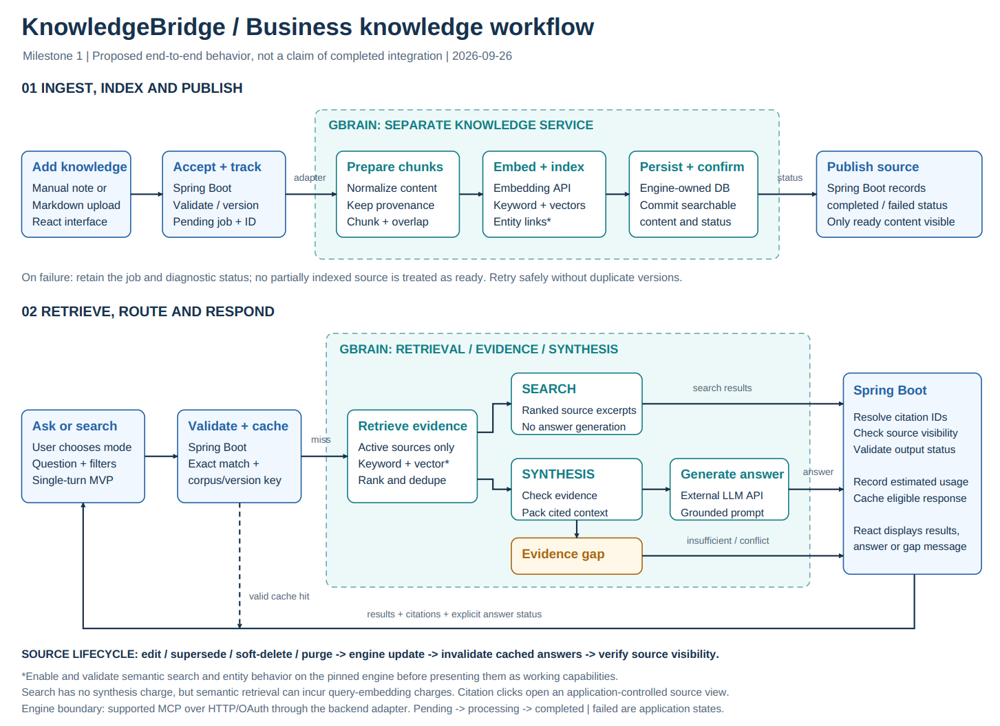 KnowledgeBridge / Business knowledge workflow
Milestone 1 | Proposed end-to-end behavior, not a claim of completed integration | 2026-09-26
01 INGEST, INDEX AND PUBLISH
GBRAIN: SEPARATE KNOWLEDGE SERVICE
Add knowledge
Manual note or
Markdown upload
React interface
Accept + track
Spring Boot
Validate / version
Pending job + ID
adapter
Prepare chunks
Normalize content
Keep provenance
Chunk + overlap
Embed + index
Embedding API
Keyword + vectors
Entity links*
Persist + confirm
Engine-owned DB
Commit searchable
content and status
status
Publish source
Spring Boot records
completed / failed status
Only ready content visible
On failure: retain the job and diagnostic status; no partially indexed source is treated as ready. Retry safely without duplicate versions.
02 RETRIEVE, ROUTE AND RESPOND
GBRAIN: RETRIEVAL / EVIDENCE / SYNTHESIS
Ask or search
User chooses mode
Question + filters
Single-turn MVP
Validate + cache
Spring Boot
Exact match +
corpus/version key
miss
Retrieve evidence
Active sources only
Keyword + vector*
Rank and dedupe
SEARCH
Ranked source excerpts
No answer generation
search results
SYNTHESIS
Check evidence
Pack cited context
Generate answer
External LLM API
Grounded prompt
answer
Evidence gap
insufficient / conflict
Spring Boot
Resolve citation IDs
Check source visibility
Validate output status
Record estimated usage
Cache eligible response
React displays results,
answer or gap message
valid cache hit
results + citations + explicit answer status
SOURCE LIFECYCLE: edit / supersede / soft-delete / purge -> engine update -> invalidate cached answers -> verify source visibility.
*Enable and validate semantic search and entity behavior on the pinned engine before presenting them as working capabilities.
Search has no synthesis charge, but semantic retrieval can incur query-embedding charges. Citation clicks open an application-controlled source view.
Engine boundary: supported MCP over HTTP/OAuth through the backend adapter. Pending -> processing -> completed | failed are application states.